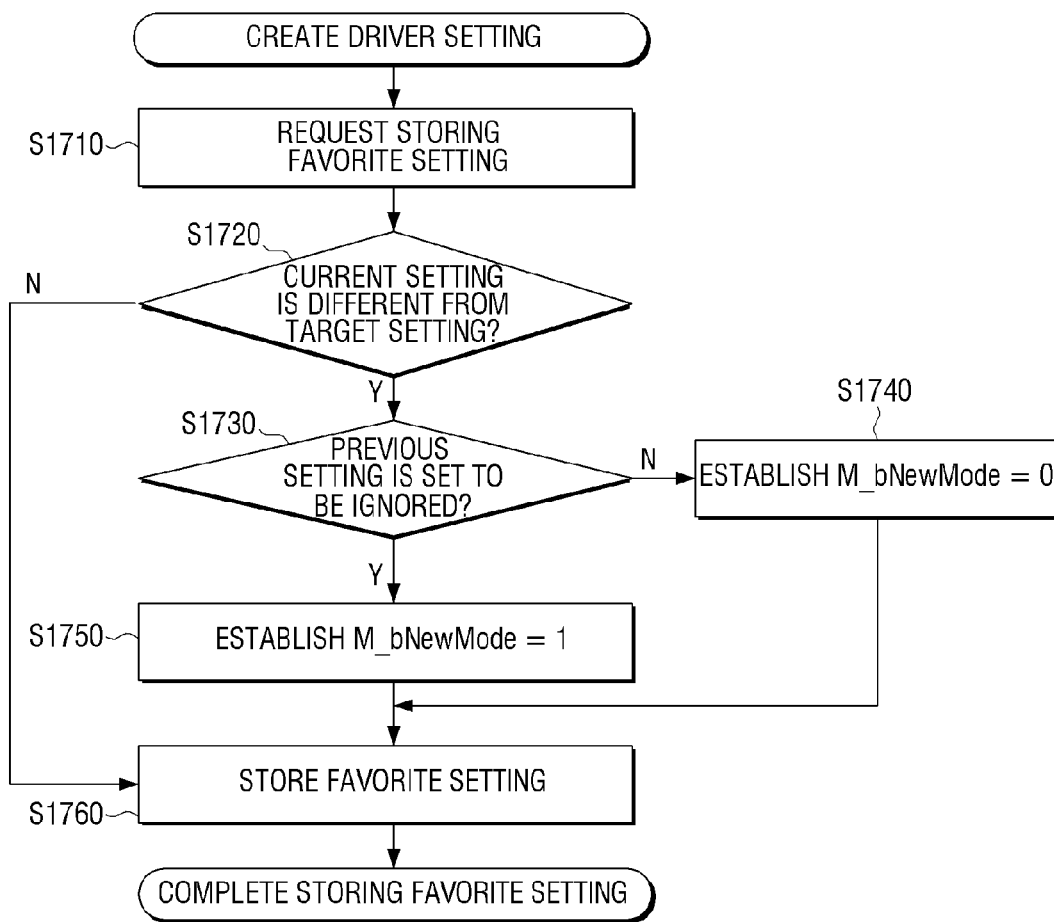 CREATE DRIVER SETTING
S1710
REQUEST STORING
FAVORITE SETTING
S1720
N
CURRENT SETTING
IS DIFFERENT FROM
TARGET SETTING?
Y
S1740
S1730
PREVIOUS
SETTING IS SET TO
BE IGNORED?
N
ESTABLISH M_bNewMode = 0
Y
S1750
ESTABLISH M_bNewMode = 1
STORE FAVORITE SETTING
S1760
COMPLETE STORING FAVORITE SETTING